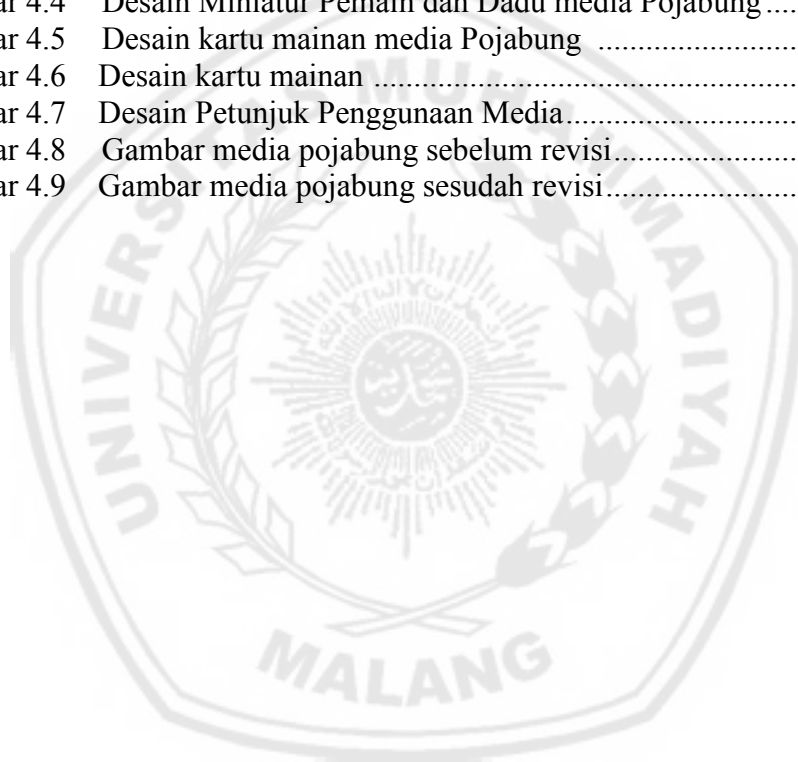 ar 4.4 Desain Miniatur Pemain dan Dadu media Pojabung....
ar 4.5 Desain kartu mainan media Pojabung ..........................
ar 4.6 Desain kartu mainan ......................................................
ar 4.7 Desain Petunjuk Penggunaan Media.............................
ar 4.8 Gambar media pojabung sebelum revisi.......................
ar 4.9 Gambar media pojabung sesudah revisi........................
UNIVERSITAS MUHAMMADIYAH
MALANG